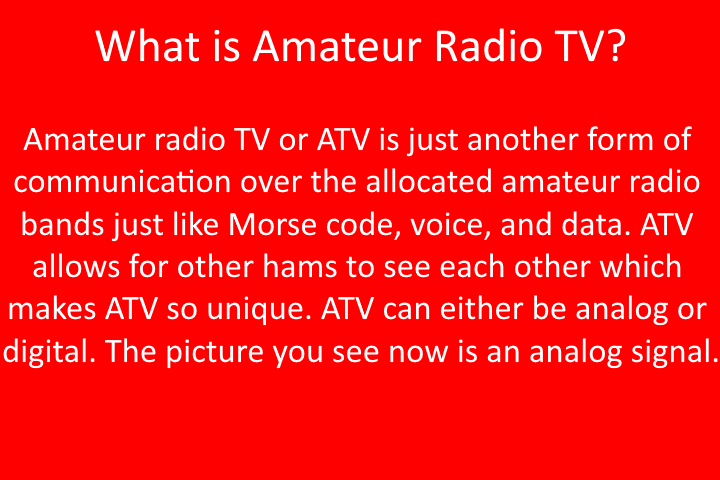 What is Amateur Radio TV?
Amateur radio TV or ATV is just another form of
communication over the allocated amateur radio
bands just like Morse code, voice, and data. ATV
allows for other hams to see each other which
makes ATV so unique. ATV can either be analog or
digital. The picture you see now is an analog signal.